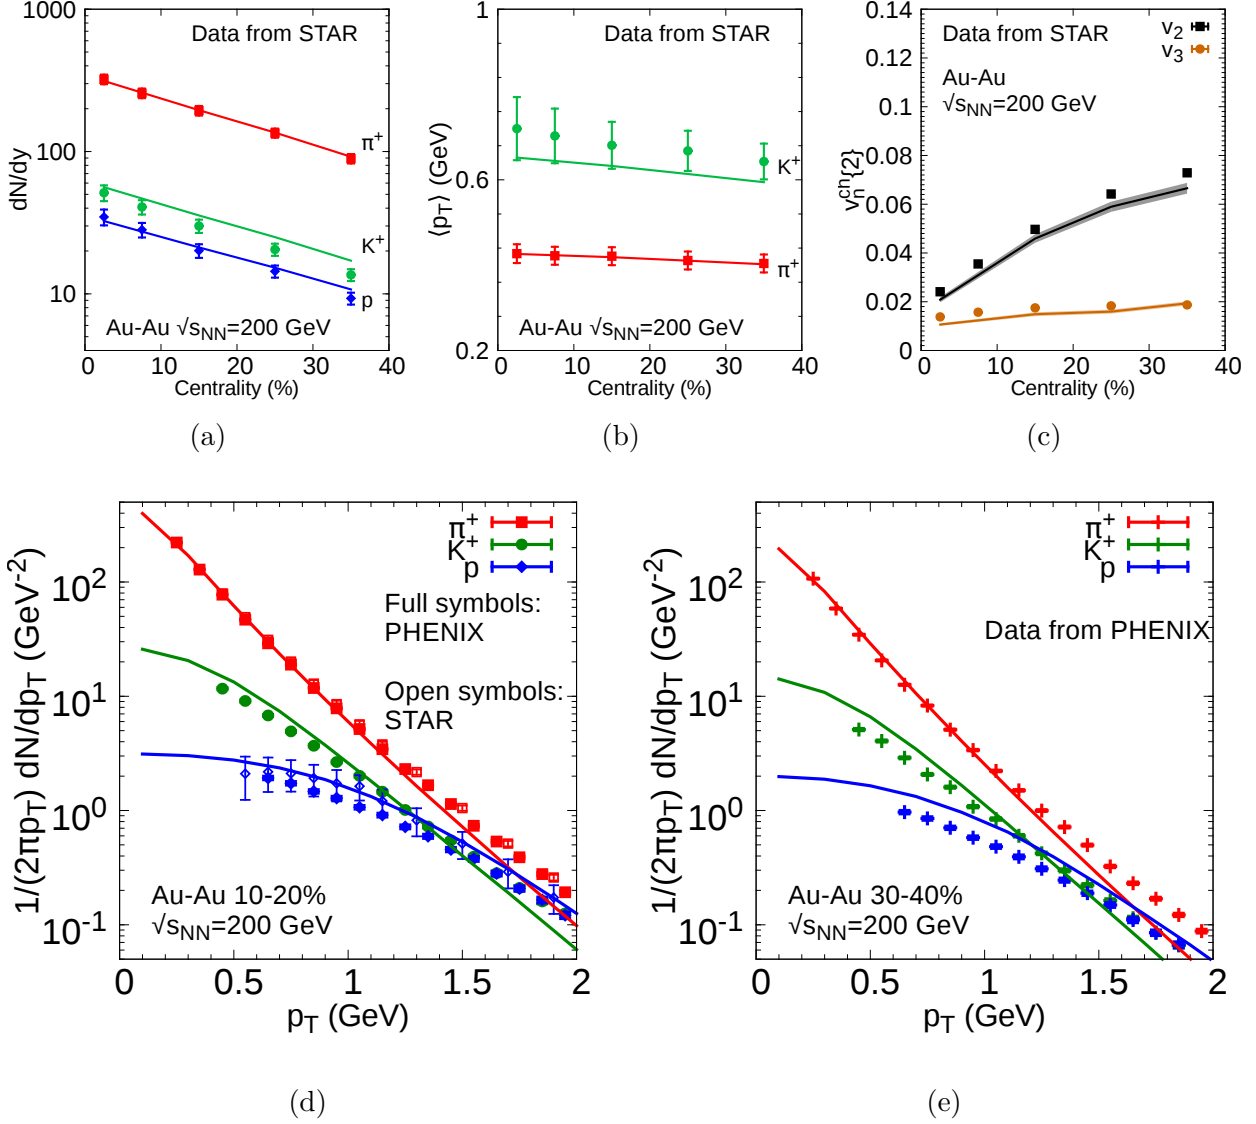 1000
100
10
dN/dy
Data from STAR
π⁺
K⁺
p
Au-Au √sNN=200 GeV
0 10 20 30 40
Centrality (%)
(a)
1
0.6
0.2
⟨pT⟩ (GeV)
Data from STAR
K⁺
π⁺
Au-Au √sNN=200 GeV
0 10 20 30 40
Centrality (%)
(b)
0.14
0.12
0.1
0.08
0.06
0.04
0.02
0
vₙᶜʰ{2}
Data from STAR
v₂
v₃
Au-Au
√sNN=200 GeV
0 10 20 30 40
Centrality (%)
(c)
10²
10¹
10⁰
10⁻¹
1/(2πpT) dN/dpT (GeV⁻²)
π⁺
K⁺
p
Full symbols:
PHENIX
Open symbols:
STAR
Au-Au 10-20%
√sNN=200 GeV
0 0.5 1 1.5 2
pT (GeV)
(d)
10²
10¹
10⁰
10⁻¹
1/(2πpT) dN/dpT (GeV⁻²)
π⁺
K⁺
p
Data from PHENIX
Au-Au 30-40%
√sNN=200 GeV
0 0.5 1 1.5 2
pT (GeV)
(e)